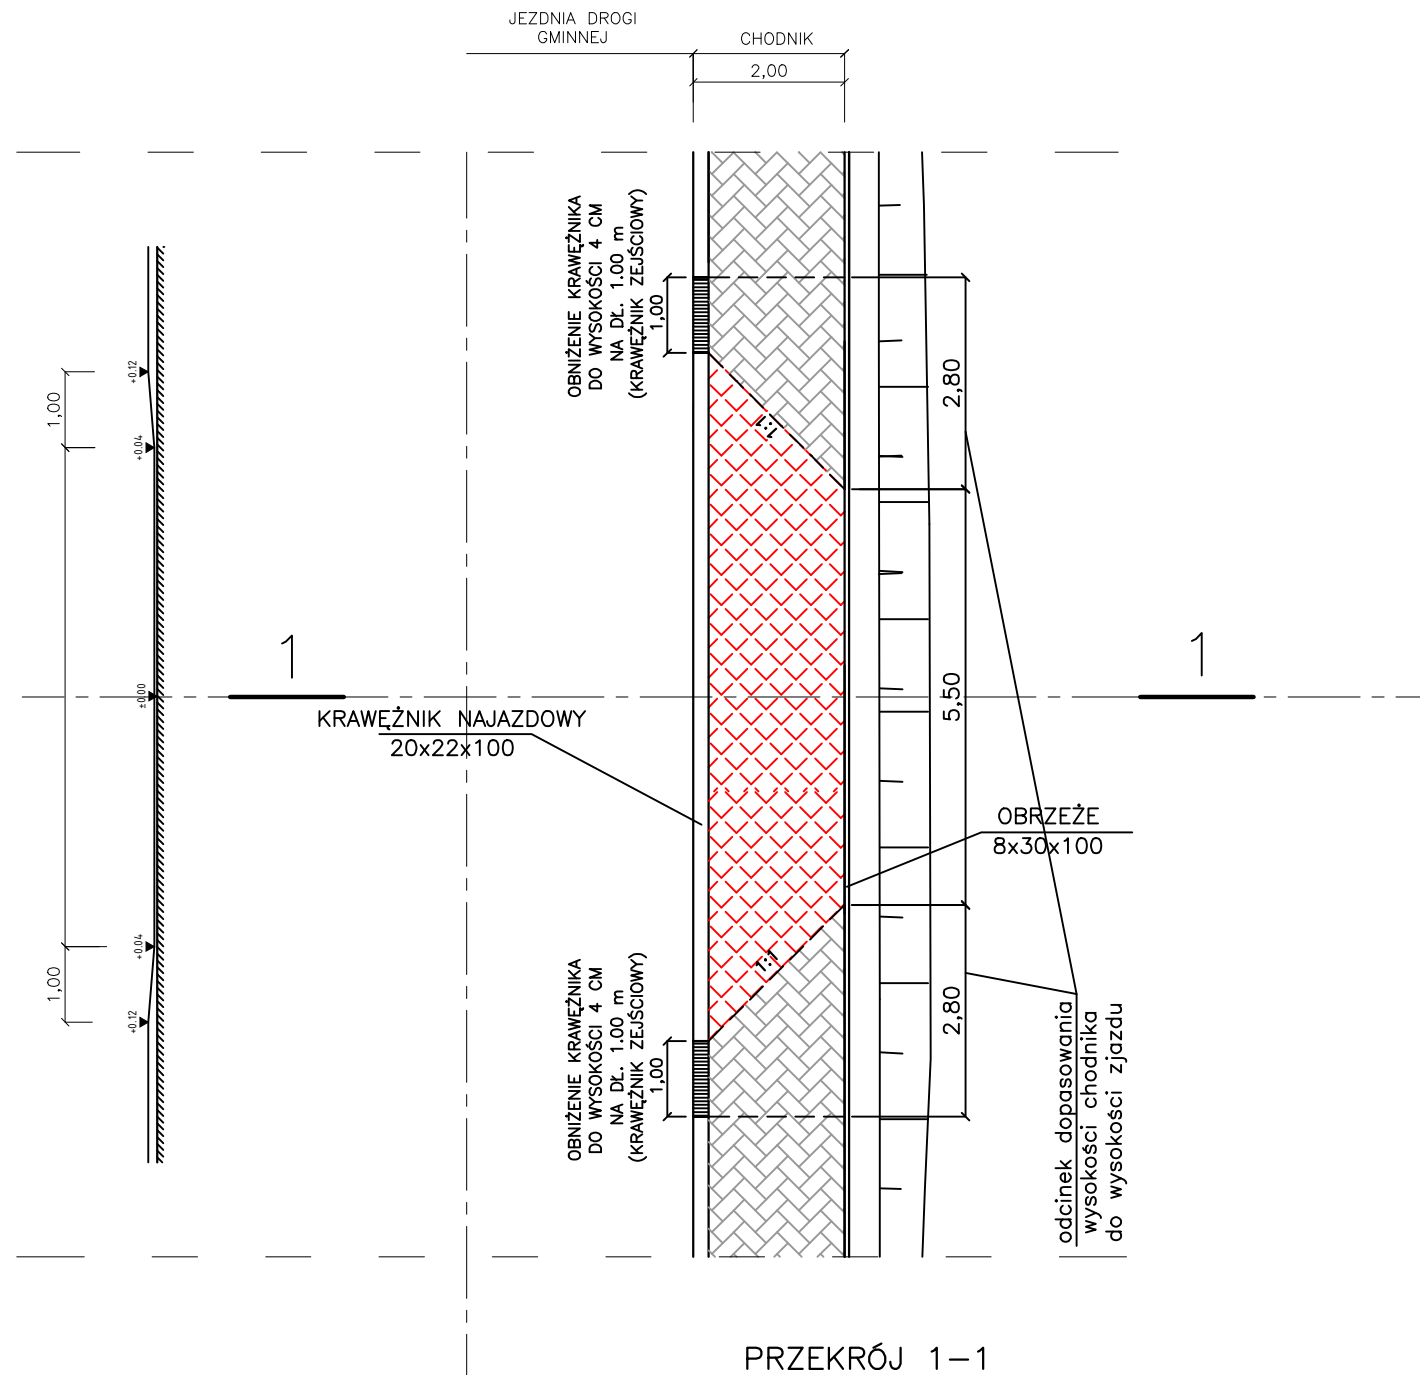 JEZDNIA DROGI
GMINNEJ
CHODNIK
2,00
OBNIŻENIE KRAWĘŻNIKA
DO WYSOKOŚCI 4 CM
NA DŁ. 1.00 m
(KRAWĘŻNIK ZEJŚCIOWY)
1,00
2,80
+0.12
1,00
+0.04
1:1
1
1
±0.00
5,50
KRAWĘŻNIK NAJAZDOWY
20x22x100
OBRZEŻE
8x30x100
+0.04
1,00
+0.12
1:1
OBNIŻENIE KRAWĘŻNIKA
DO WYSOKOŚCI 4 CM
NA DŁ. 1.00 m
(KRAWĘŻNIK ZEJŚCIOWY)
1,00
2,80
odcinek dopasowania
wysokości chodnika
do wysokości zjazdu
PRZEKRÓJ 1-1